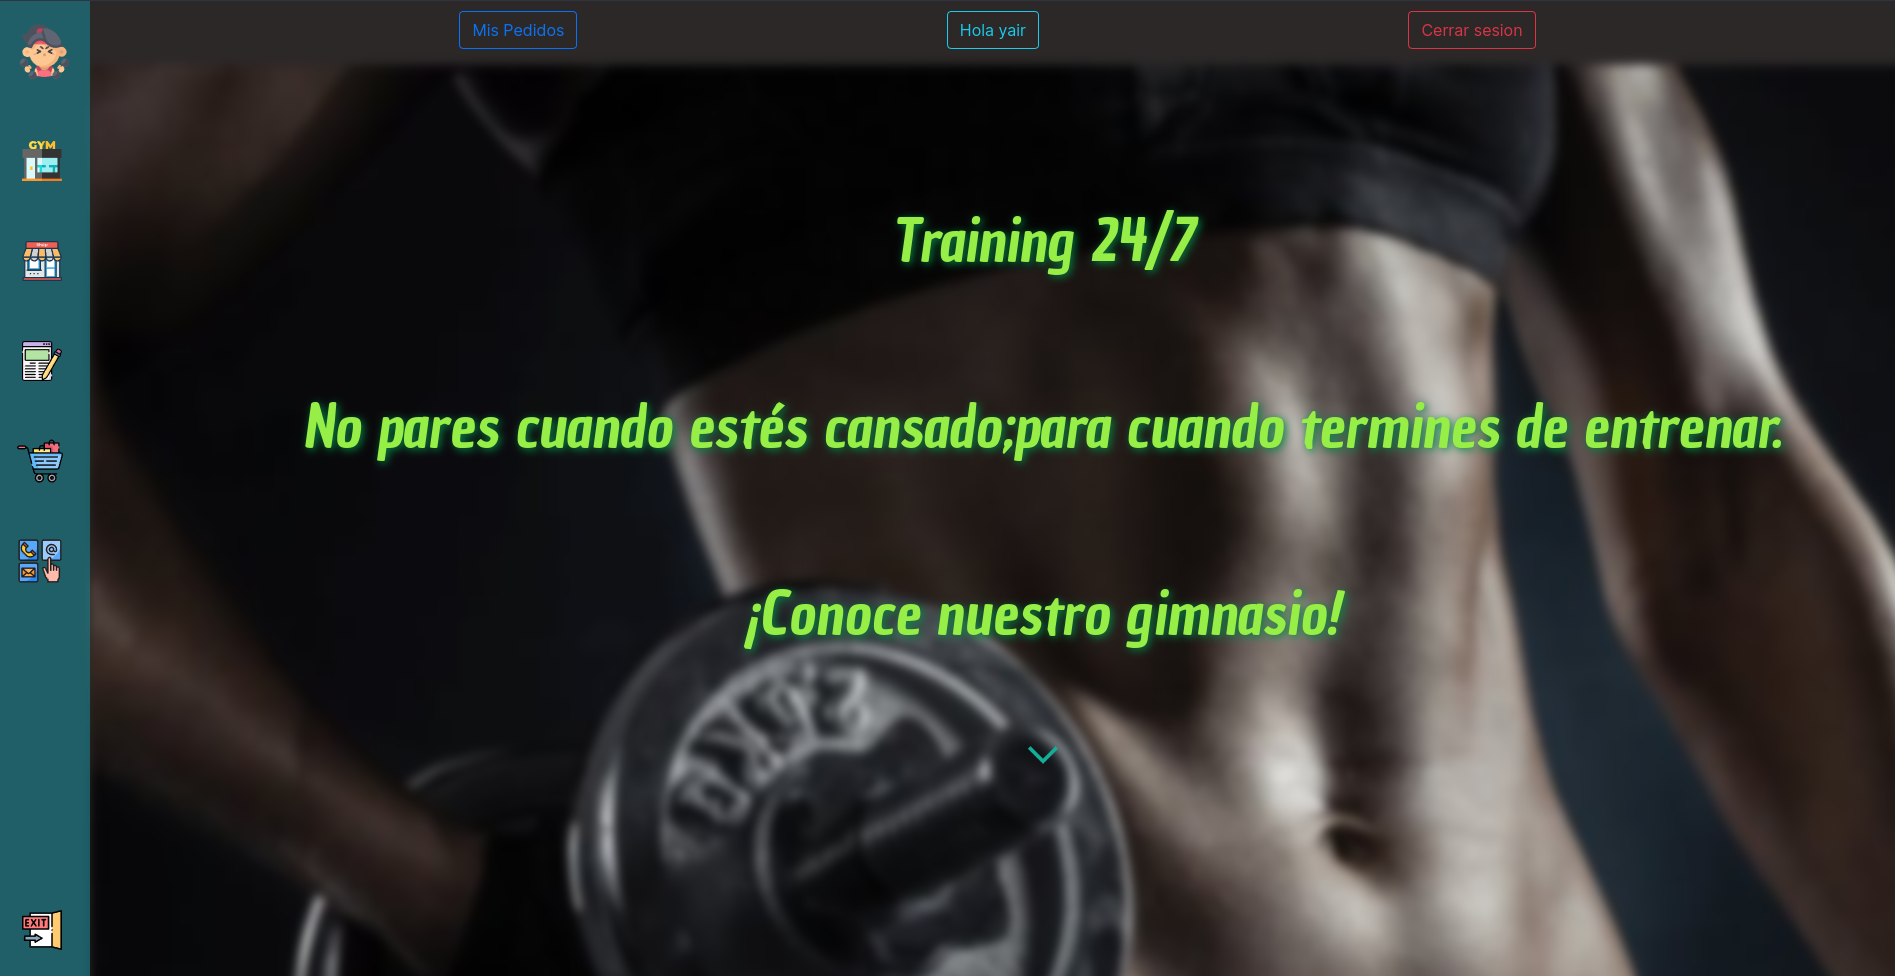 Mis Pedidos
Hola yair
Cerrar sesion
GYM
Shop
Training 24/7
No pares cuando estés cansado;para cuando termines de entrenar.
¡Conoce nuestro gimnasio!
EXIT